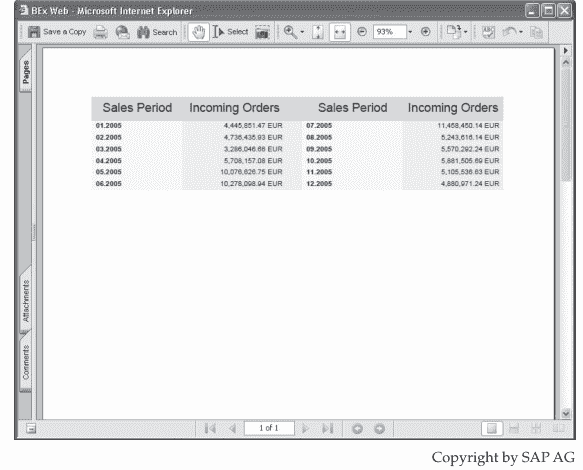 BEx Web - Microsoft Internet Explorer
Save a Copy Search Select 93%
Pages
Sales Period Incoming Orders Sales Period Incoming Orders
01.2005 4,445,851.47 EUR 07.2005 11,458,450.14 EUR
02.2005 4,736,435.93 EUR 08.2005 5,243,616.14 EUR
03.2005 3,286,046.66 EUR 09.2005 5,570,292.24 EUR
04.2005 5,708,157.08 EUR 10.2005 5,881,505.69 EUR
05.2005 10,076,626.75 EUR 11.2005 5,105,536.63 EUR
06.2005 10,278,098.94 EUR 12.2005 4,880,971.24 EUR
Attachments
Comments
1 of 1
Copyright by SAP AG